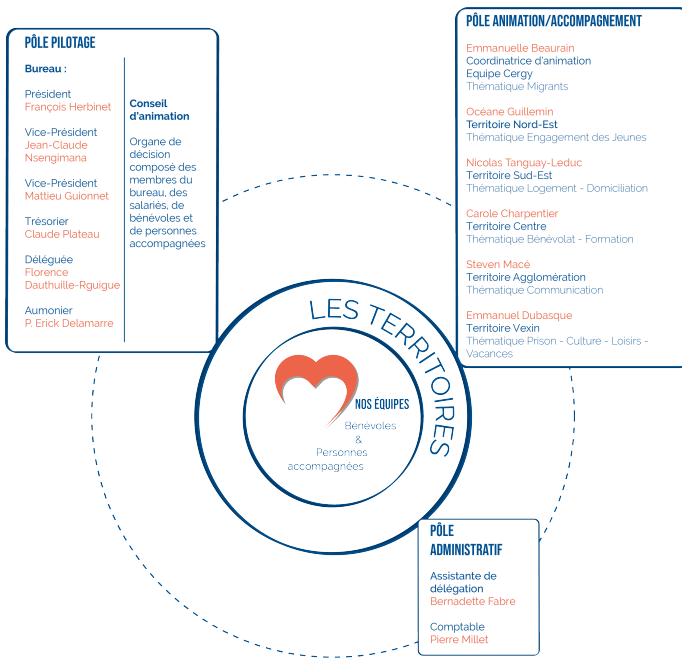 PÔLE PILOTAGE
Bureau :
Président
François Herbinet
Vice-Président
Jean-Claude
Nsengimana
Vice-Président
Mattieu Guionnet
Trésorier
Claude Plateau
Déléguée
Florence
Dauthuille-Rguigue
Aumonier
P. Erick Delamarre
Conseil
d'animation
Organe de
décision
composé des
membres du
bureau, des
salariés, de
bénévoles et
de personnes
accompagnées
PÔLE ANIMATION/ACCOMPAGNEMENT
Emmanuelle Beaurain
Coordinatrice d'animation
Equipe Cergy
Thématique Migrants
Océane Guillemin
Territoire Nord-Est
Thématique Engagement des Jeunes
Nicolas Tanguay-Leduc
Territoire Sud-Est
Thématique Logement - Domiciliation
Carole Charpentier
Territoire Centre
Thématique Bénévolat - Formation
Steven Macé
Territoire Agglomération
Thématique Communication
Emmanuel Dubasque
Territoire Vexin
Thématique Prison - Culture - Loisirs -
Vacances
LES TERRITOIRES
NOS ÉQUIPES
Bénévoles
&
Personnes
accompagnées
PÔLE
ADMINISTRATIF
Assistante de
délégation
Bernadette Fabre
Comptable
Pierre Millet